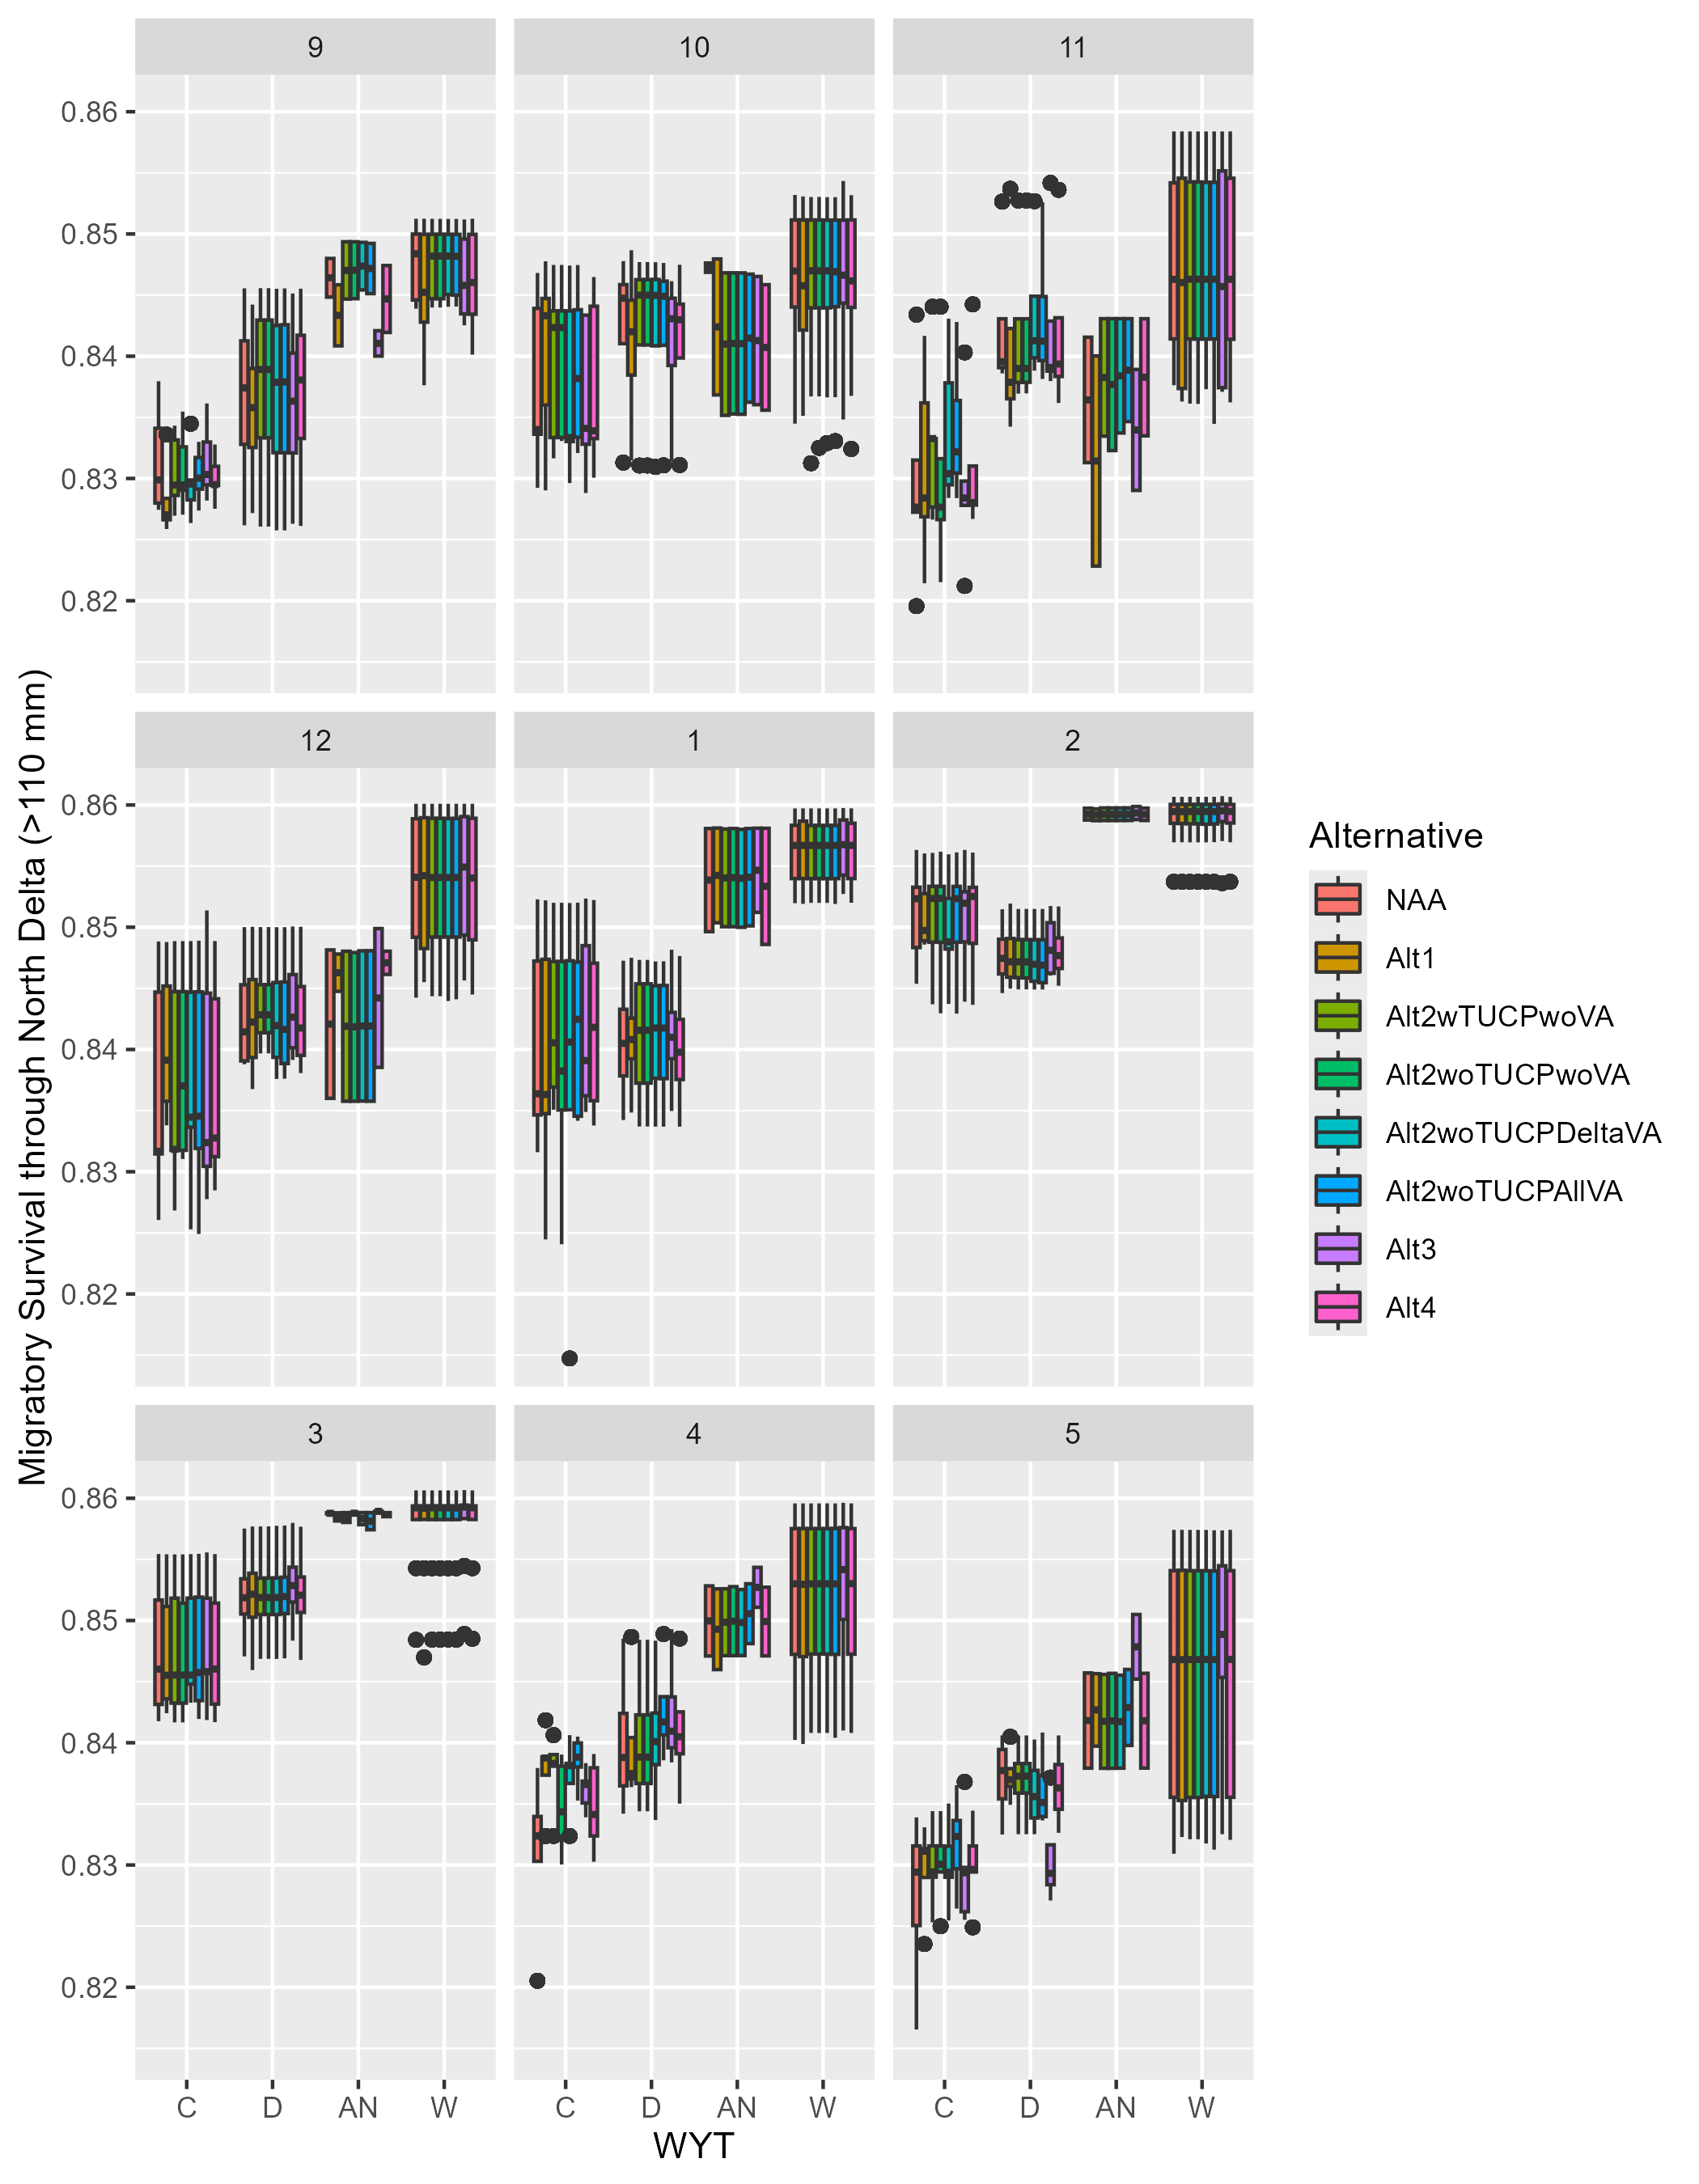 9
10
11
0.86
0.85
0.84
0.83
0.82
12
1
2
0.86
0.85
0.84
0.83
0.82
3
4
5
0.86
0.85
0.84
0.83
0.82
C
D
AN
W
C
D
AN
W
C
D
AN
W
WYT
Migratory Survival through North Delta (>110 mm)
Alternative
NAA
Alt1
Alt2wTUCPwoVA
Alt2woTUCPwoVA
Alt2woTUCPDeltaVA
Alt2woTUCPAllVA
Alt3
Alt4